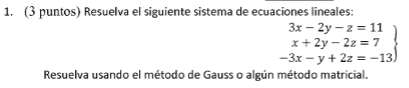 1. (3 puntos) Resuelva el siguiente sistema de ecuaciones lineales:
3x − 2y − z = 11
x + 2y − 2z = 7
−3x − y + 2z = −13
Resuelva usando el método de Gauss o algún método matricial.